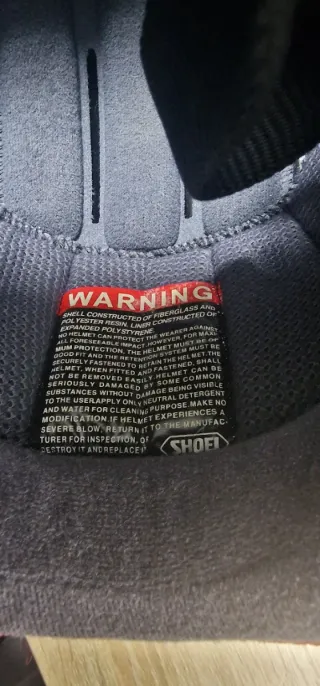 WARNING
SHELL CONSTRUCTED OF FIBERGLASS AND
POLYESTER RESIN. LINER CONSTRUCTED OF
EXPANDED POLYSTYRENE.
NO HELMET CAN PROTECT THE WEARER AGAINST
ALL FORESEEABLE IMPACT. HOWEVER, FOR MAXI-
MUM PROTECTION, THE HELMET MUST BE OF
GOOD FIT AND THE RETENTION SYSTEM MUST BE
SECURELY FASTENED TO RETAIN THE HELMET. THE
HELMET, WHEN FITTED AND FASTENED, SHALL
NOT BE REMOVED EASILY. HELMET CAN BE
SERIOUSLY DAMAGED BY SOME COMMON
SUBSTANCES WITHOUT DAMAGE BEING VISIBLE
TO THE USER. APPLY ONLY NEUTRAL DETERGENT
AND WATER FOR CLEANING PURPOSE. MAKE NO
MODIFICATION. IF HELMET EXPERIENCES A
SEVERE BLOW, RETURN IT TO THE MANUFAC-
TURER FOR INSPECTION, OR
DESTROY IT AND REPLACE
SHOEI